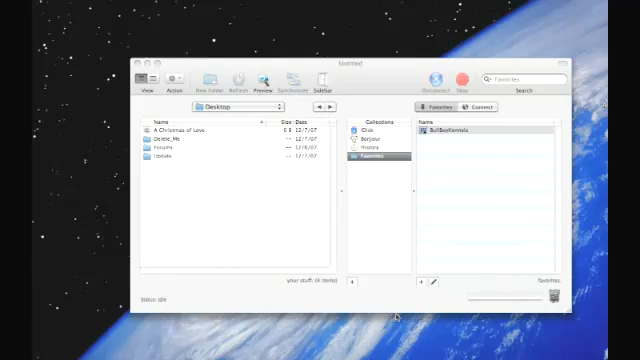 Untitled
View
Action
New Folder
Refresh
Preview
Synchronize
Sidebar
Disconnect
Stop
Favorites
Search
Desktop
Favorites
Connect
Name
Size
Date
A Christmas of Love
0 B
12/7/07
Delete_Me
--
12/7/07
Forums
--
12/6/07
Update
--
12/7/07
your stuff: (4 items)
Collections
iDisk
Bonjour
History
Favorites
Name
BullBoyKennels
favorites.
Status: Idle